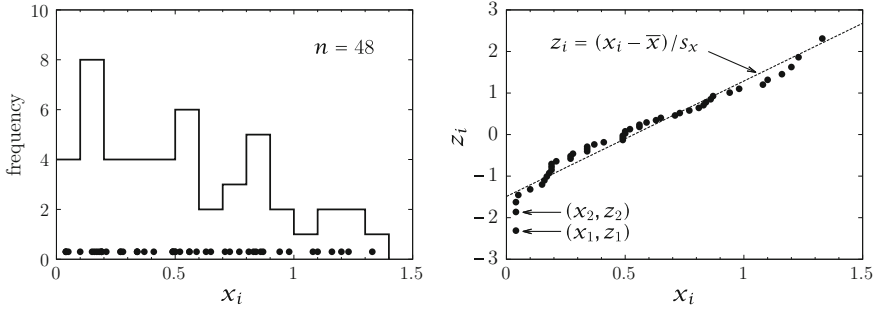 10
8
6
4
2
0
frequency
n = 48
0
0.5
1
1.5
x_i
3
2
1
0
−1
−2
−3
z_i
z_i = (x_i − x̅)/s_x
(x_2, z_2)
(x_1, z_1)
0
0.5
1
1.5
x_i